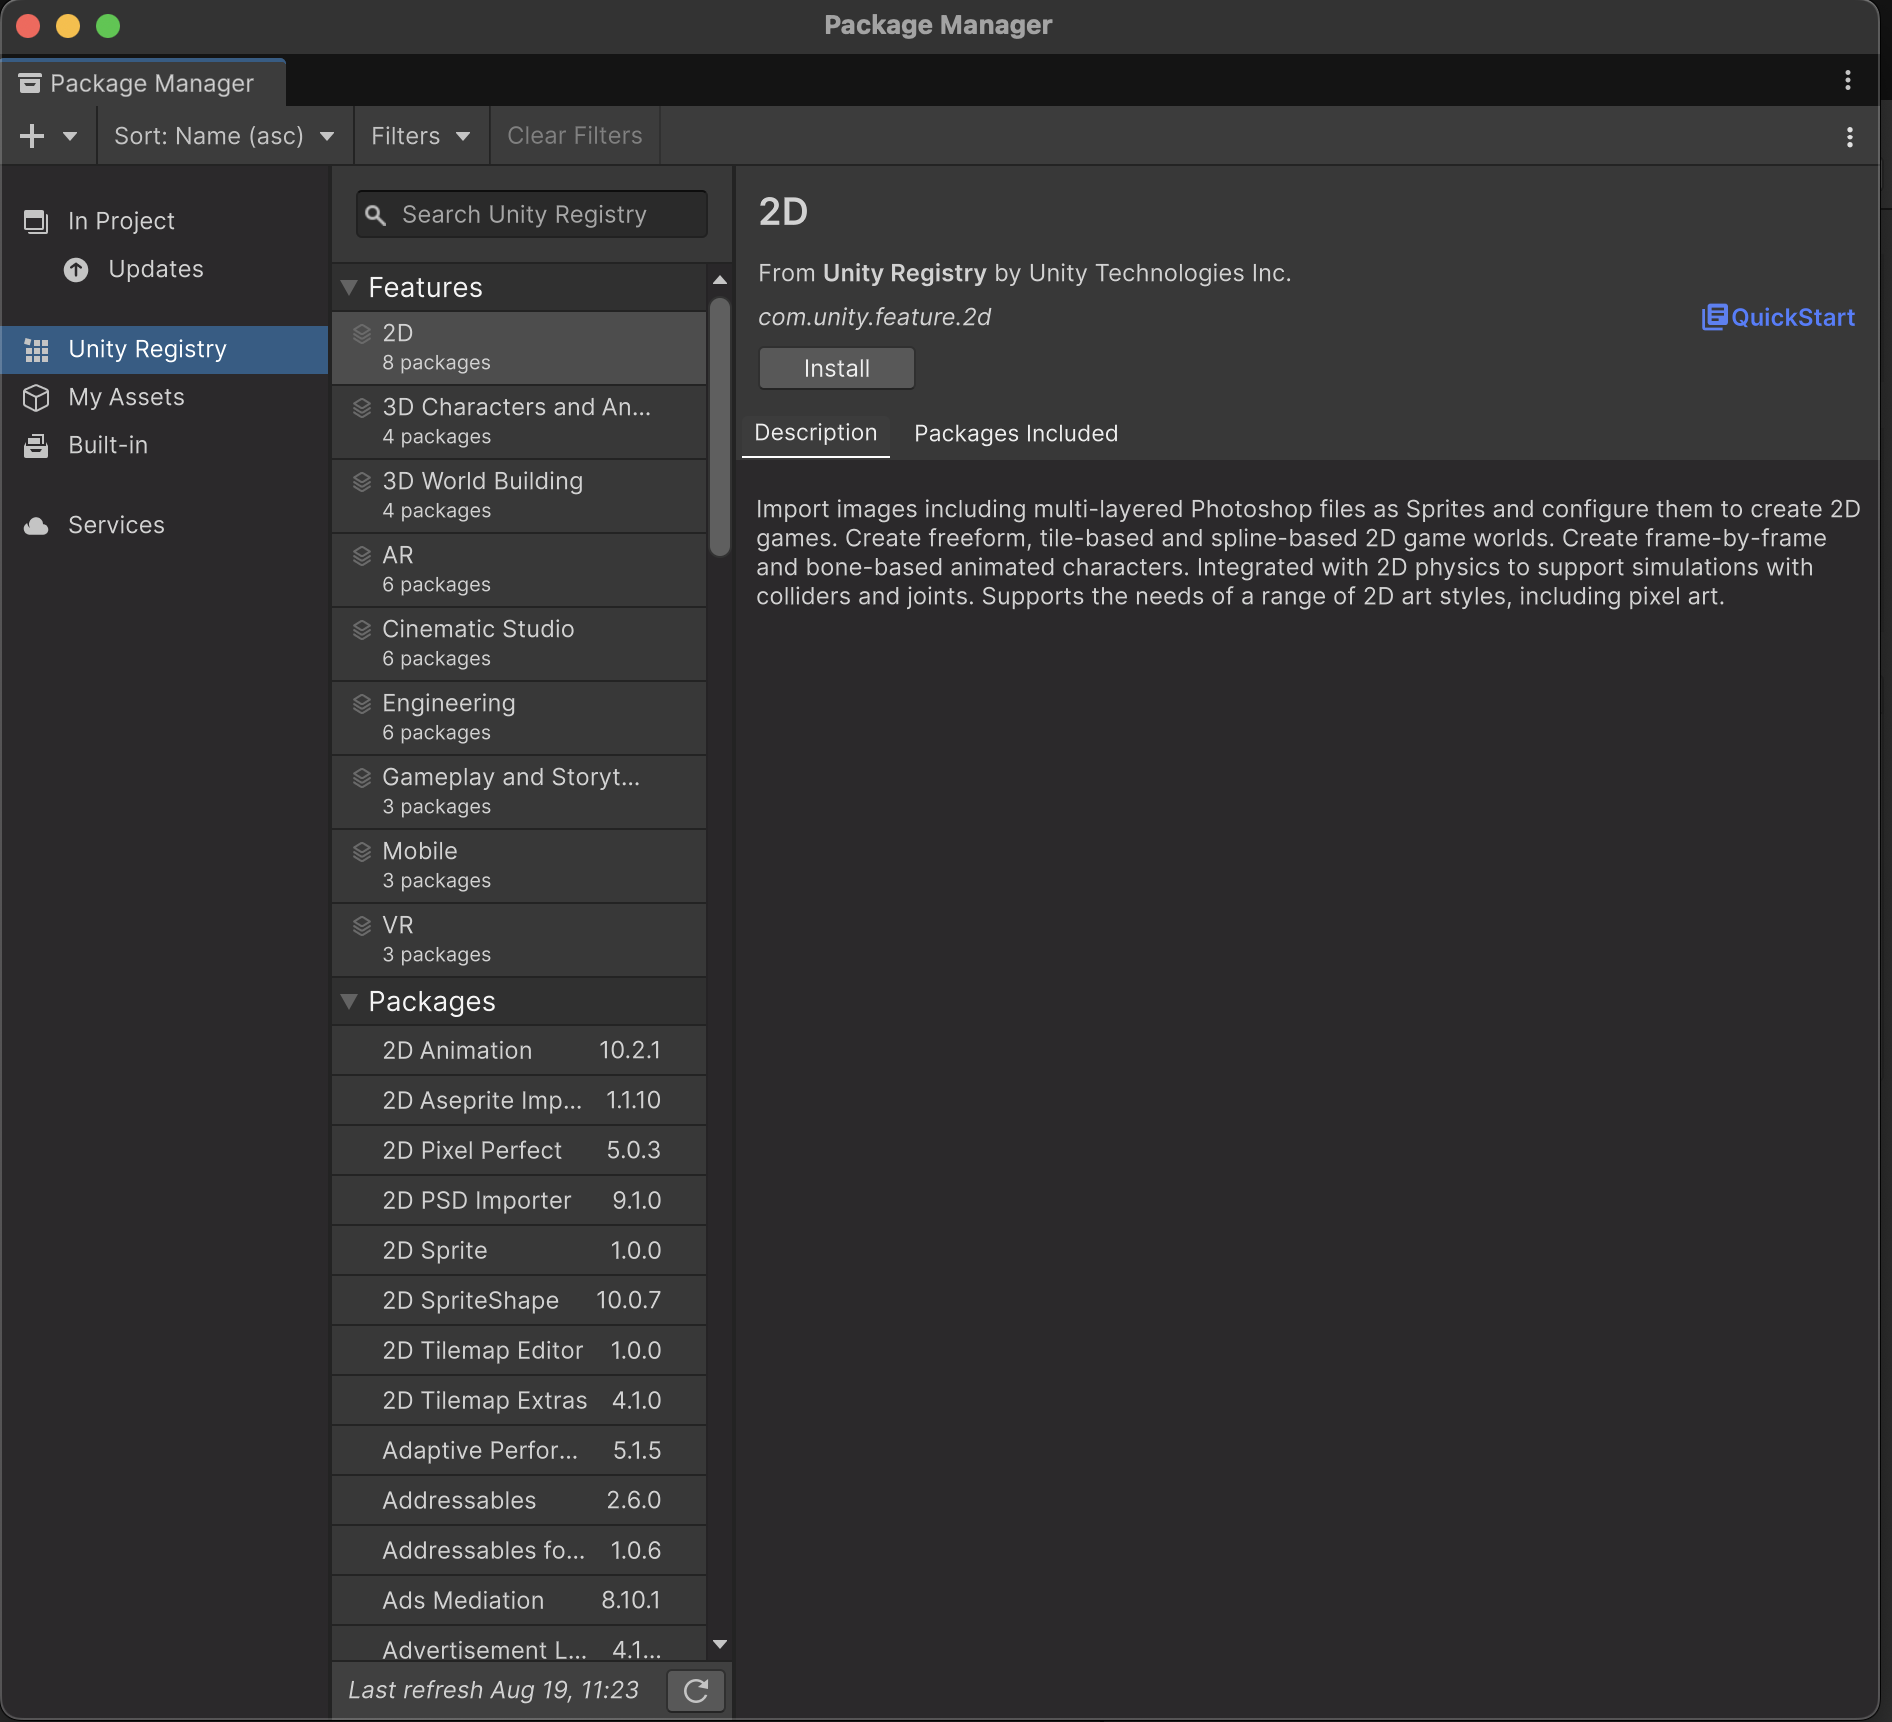 Package Manager
Package Manager
Sort: Name (asc)
Filters
Clear Filters
In Project
Updates
Unity Registry
My Assets
Built-in
Services
Search Unity Registry
Features
2D
8 packages
3D Characters and An...
4 packages
3D World Building
4 packages
AR
6 packages
Cinematic Studio
6 packages
Engineering
6 packages
Gameplay and Storyt...
3 packages
Mobile
3 packages
VR
3 packages
Packages
2D Animation 10.2.1
2D Aseprite Imp... 1.1.10
2D Pixel Perfect 5.0.3
2D PSD Importer 9.1.0
2D Sprite 1.0.0
2D SpriteShape 10.0.7
2D Tilemap Editor 1.0.0
2D Tilemap Extras 4.1.0
Adaptive Perfor... 5.1.5
Addressables 2.6.0
Addressables fo... 1.0.6
Ads Mediation 8.10.1
Advertisement L... 4.1...
Last refresh Aug 19, 11:23
2D
From Unity Registry by Unity Technologies Inc.
com.unity.feature.2d
QuickStart
Install
Description Packages Included
Import images including multi-layered Photoshop files as Sprites and configure them to create 2D
games. Create freeform, tile-based and spline-based 2D game worlds. Create frame-by-frame
and bone-based animated characters. Integrated with 2D physics to support simulations with
colliders and joints. Supports the needs of a range of 2D art styles, including pixel art.